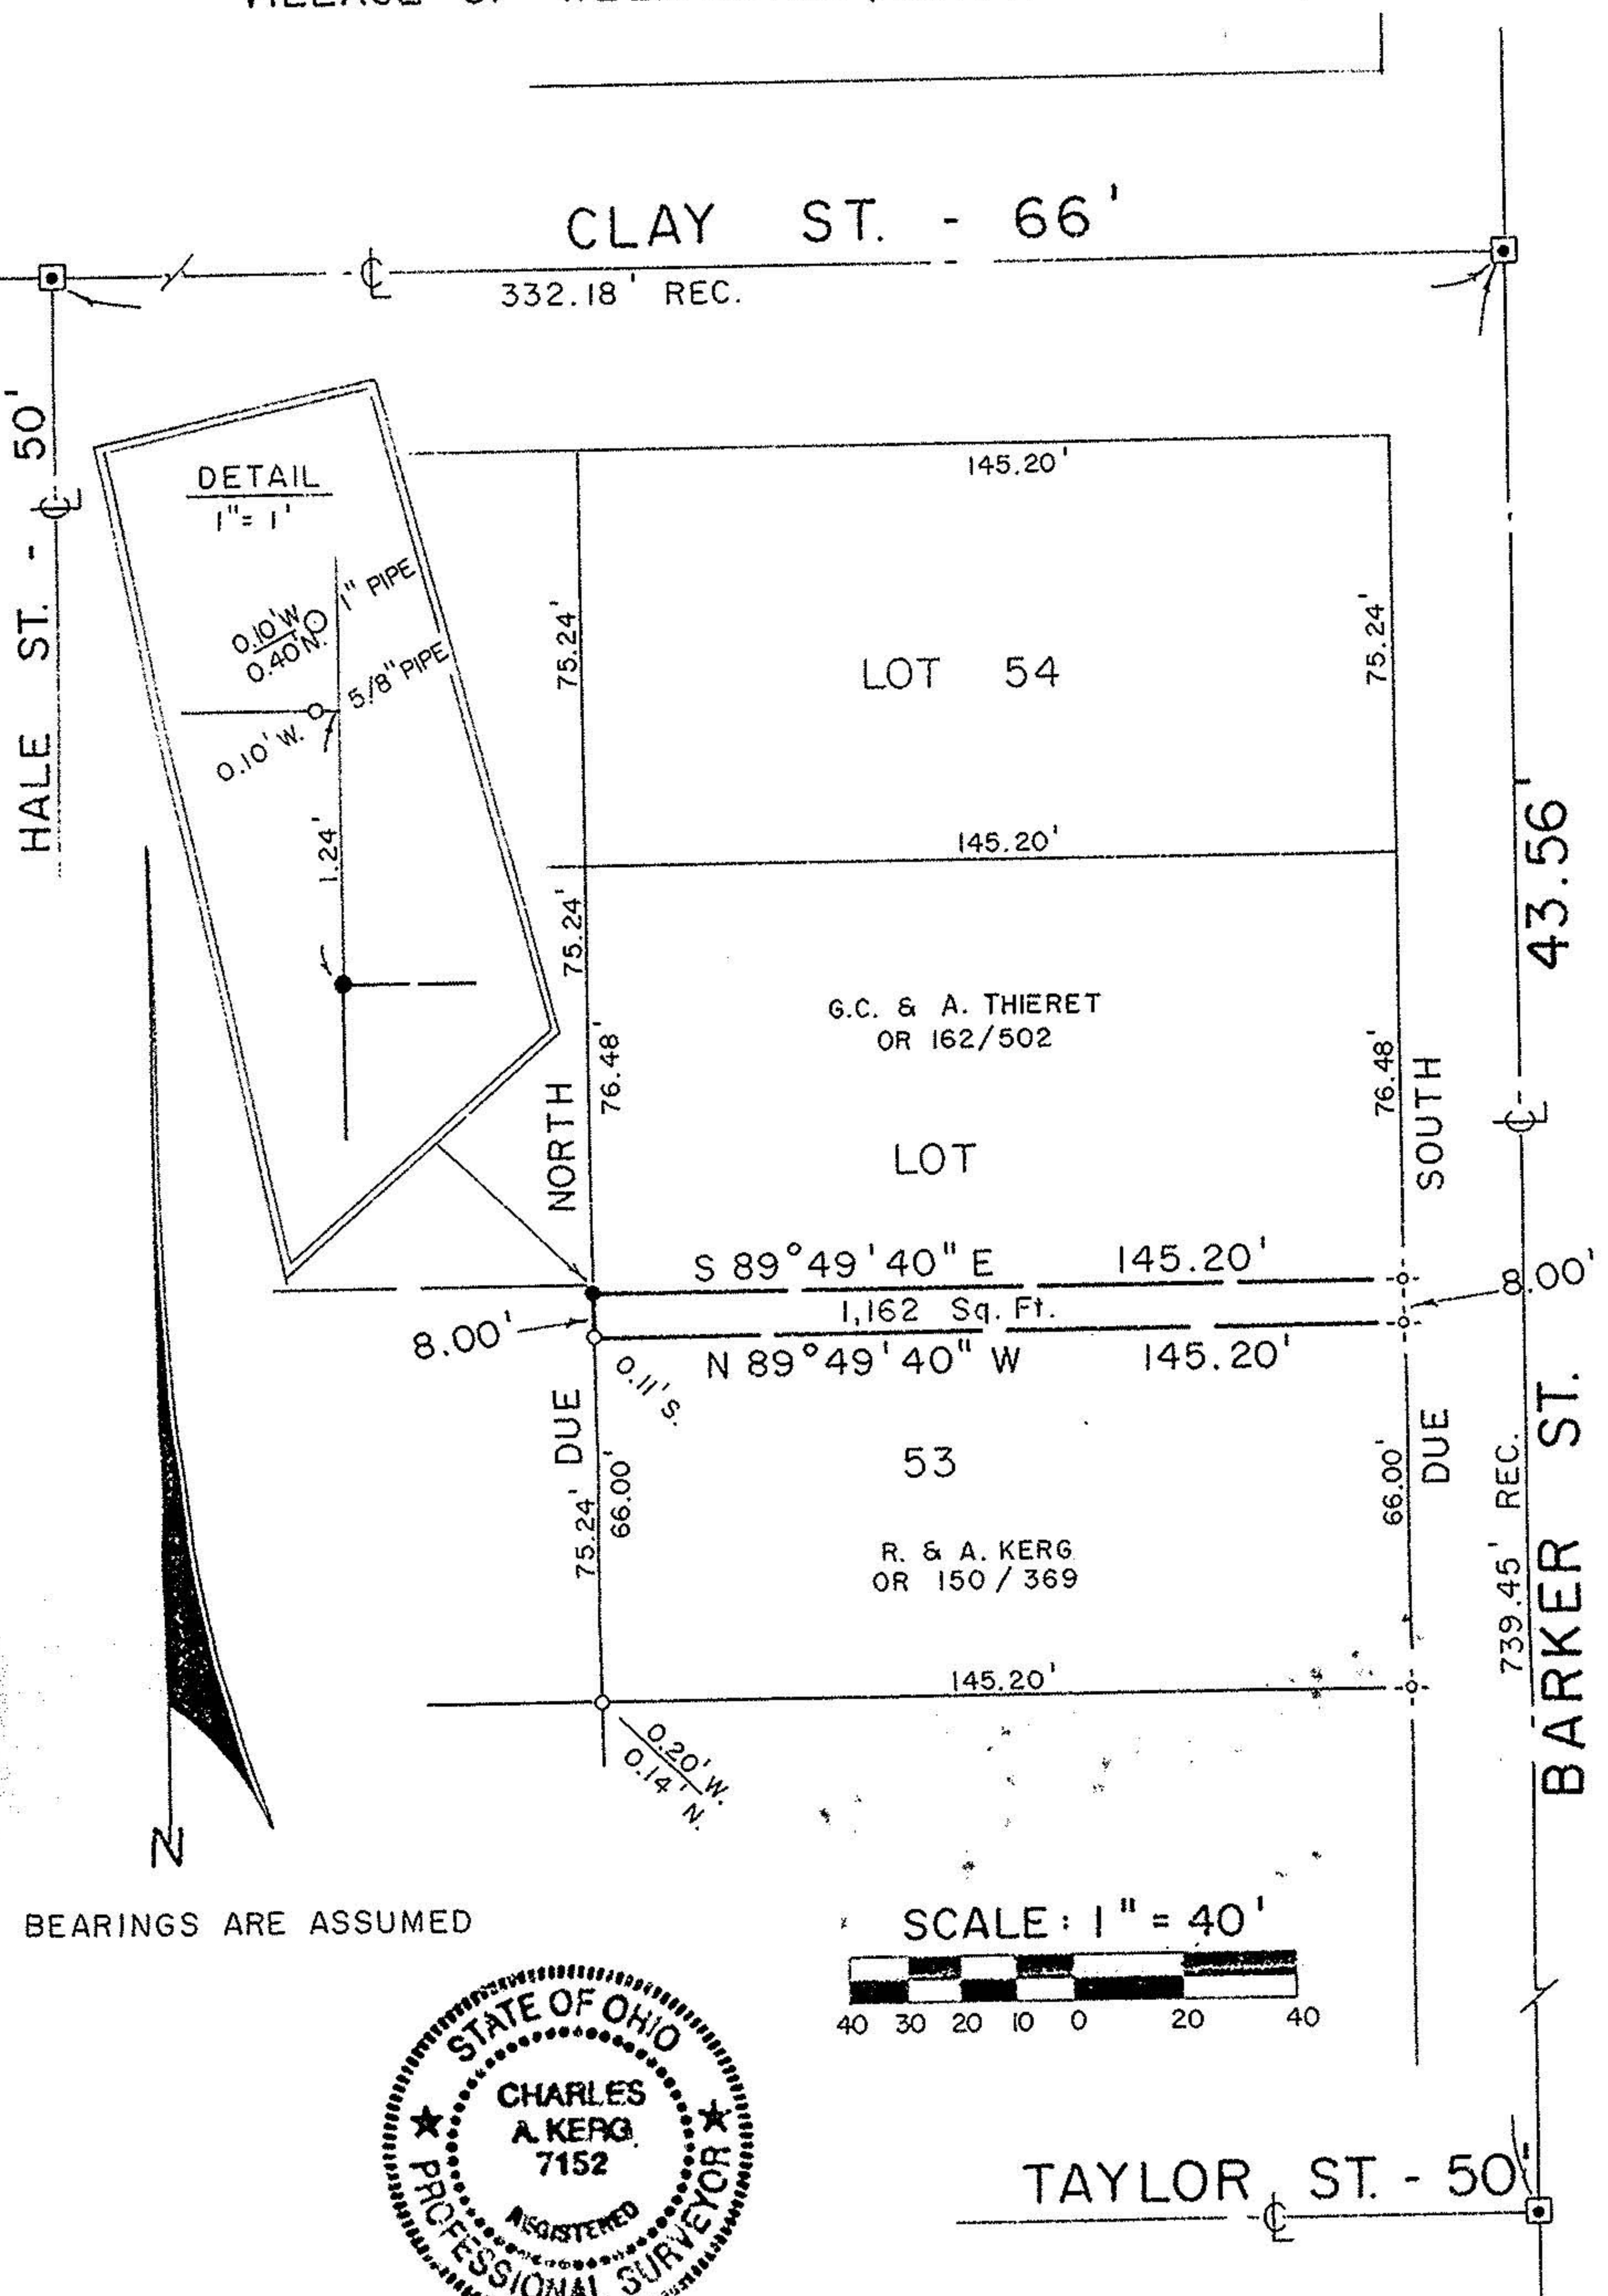 VILLAGE OF
CLAY ST. - 66'
332.18' REC.
HALE ST. - 50'
DETAIL
1" = 1'
1" PIPE
0.10' W
0.40' N.
5/8" PIPE
0.10' W.
1.24'
145.20'
75.24'
75.24'
LOT 54
145.20'
75.24'
43.56'
G.C. & A. THIERET
OR 162/502
76.48'
76.48'
NORTH
SOUTH
LOT
S 89°49'40" E 145.20'
1,162 Sq. Ft.
8.00'
8.00'
N 89°49'40" W 145.20'
0.11' S.
DUE
DUE
53
75.24'
66.00'
66.00'
R. & A. KERG
OR 150 / 369
739.45' REC.
BARKER ST.
145.20'
0.20' W.
0.14' N.
N
BEARINGS ARE ASSUMED
SCALE: 1" = 40'
40 30 20 10 0 20 40
STATE OF OHIO
CHARLES
A. KERG
7152
REGISTERED
PROFESSIONAL SURVEYOR
TAYLOR ST. - 50'